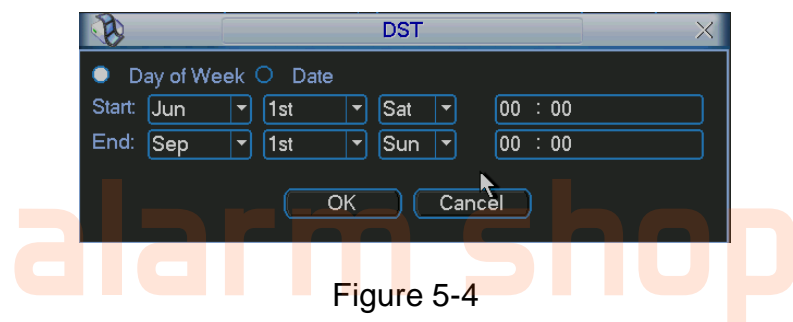 DST
Day of Week Date
Start: Jun 1st Sat 00 : 00
End: Sep 1st Sun 00 : 00
OK Cancel
alarm shop
Figure 5-4